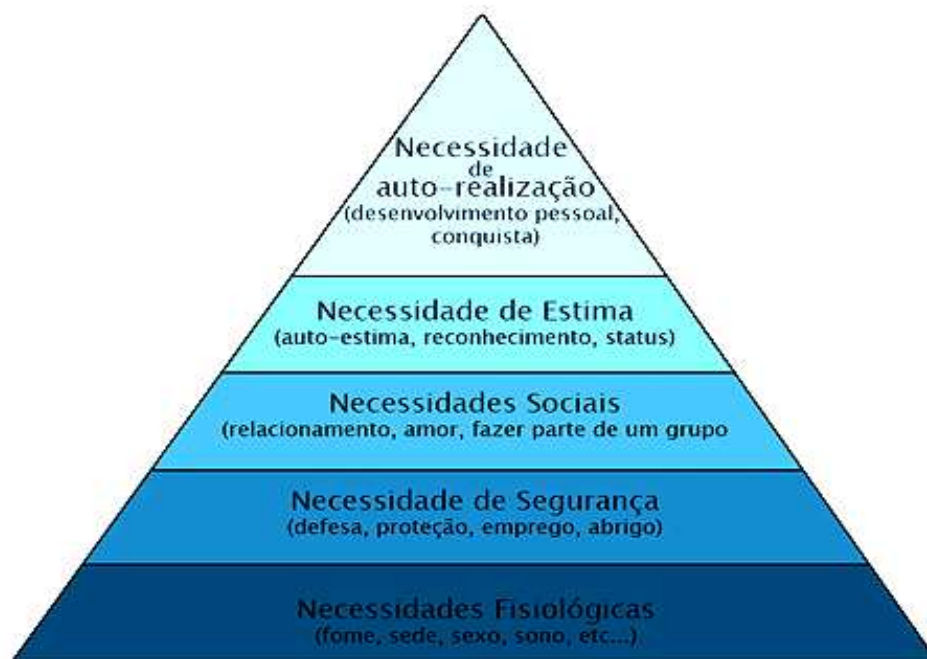 Necessidade
de
auto-realização
(desenvolvimento pessoal,
conquista)
Necessidade de Estima
(auto-estima, reconhecimento, status)
Necessidades Sociais
(relacionamento, amor, fazer parte de um grupo
Necessidade de Segurança
(defesa, proteção, emprego, abrigo)
Necessidades Fisiológicas
(fome, sede, sexo, sono, etc...)